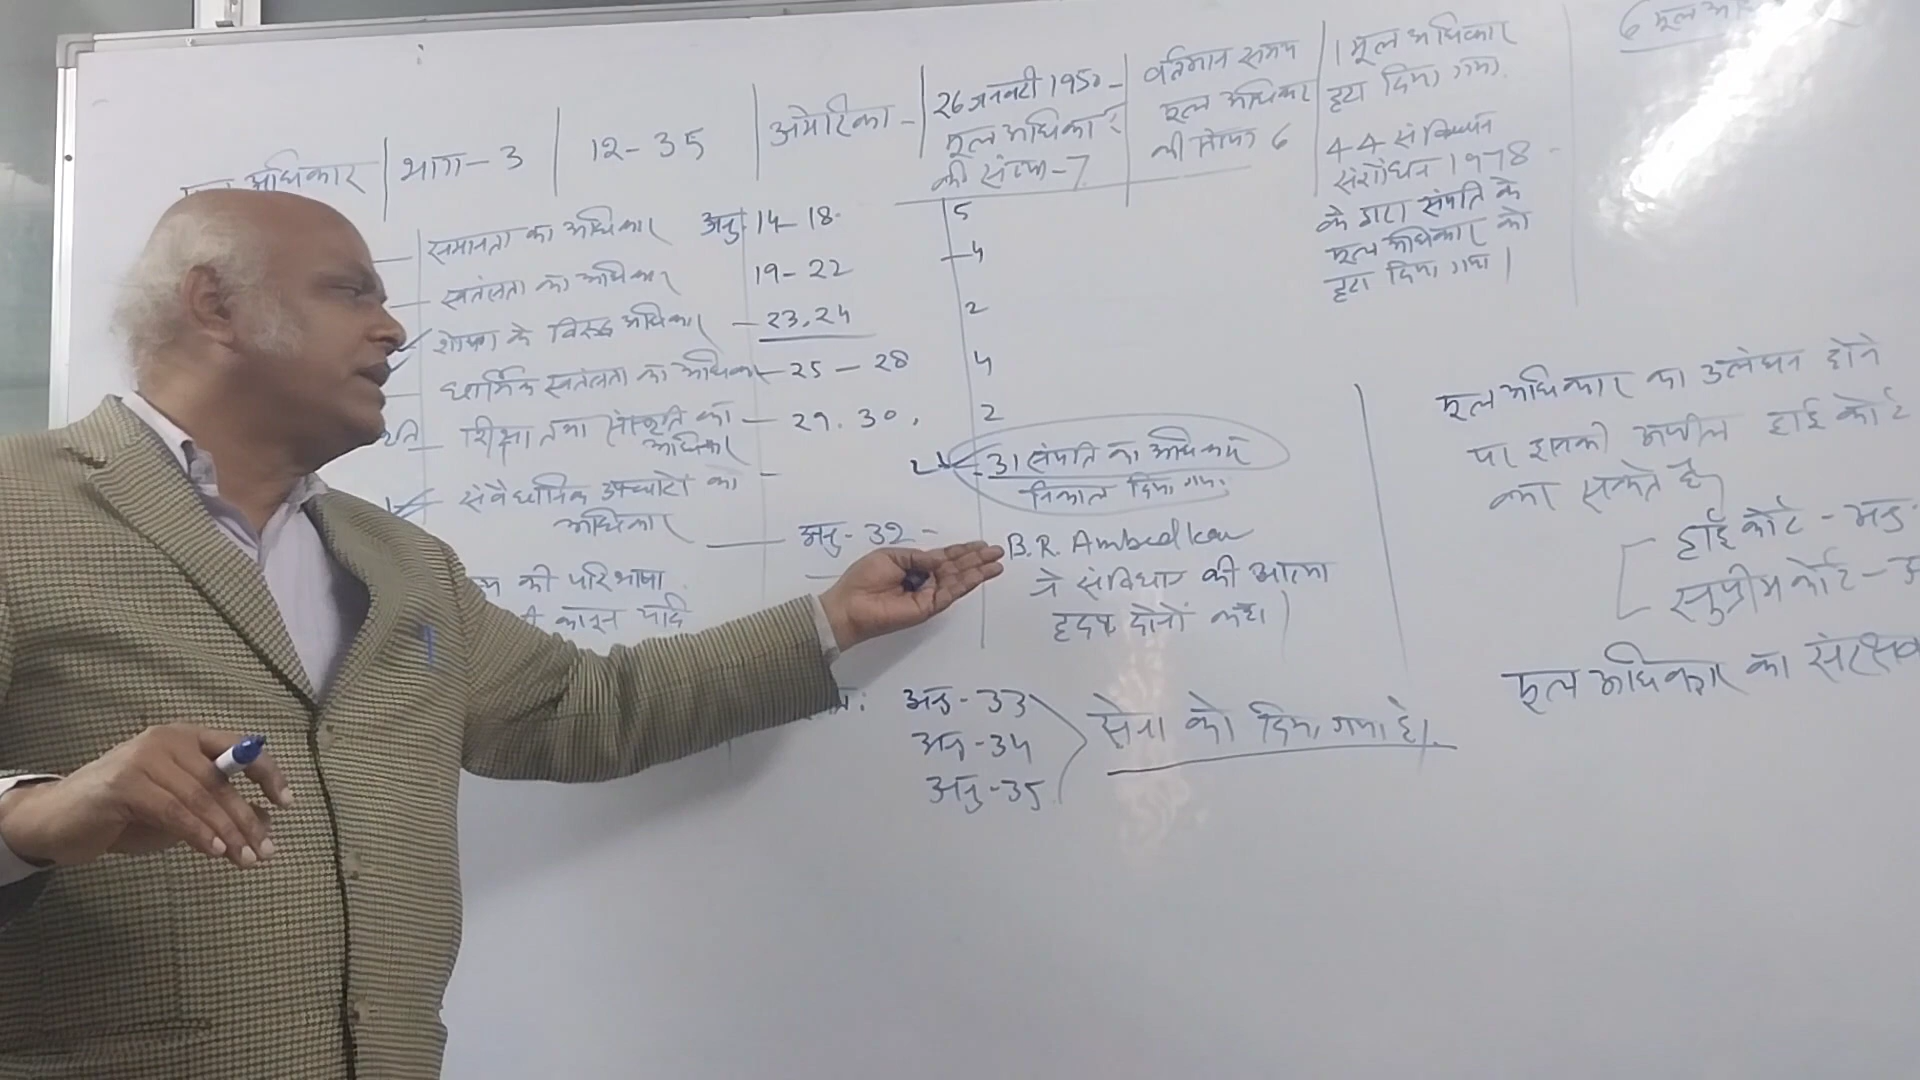 मूल अधिकार | भाग-3 | 12-35 | अमेरिका -
26 जनवरी 1950 -
मूल अधिकार
की संख्या-7
वर्तमान समय
मूल अधिकार
की संख्या 6
1 मूल अधिकार
हटा दिया गया.
44 संविधान
संशोधन 1978
के द्वारा संपत्ति के
मूल अधिकार को
हटा दिया गया।
6 मूल
समानता का अधिकार अनु 14-18. 5
स्वतंत्रता का अधिकार 19-22 4
शोषण के विरुद्ध अधिकार - 23, 24 2
धार्मिक स्वतंत्रता का अधिकार - 25-28 4
शिक्षा तथा संस्कृति का - 29. 30, 2
अधिकार
31 संपत्ति का अधिकार
निकाल दिया गया
संवैधानिक उपचारों का -
अधिकार अनु- 32 -
B.R. Ambedkar
ने संविधान की आत्मा
हृदय दोनों कहा।
की परिभाषा
कानून यदि
अनु-33
अनु-34
अनु-35
सेना को दिया गया है।
मूल अधिकार का उलंघन होने
पर इसकी अपील हाई कोर्ट
कर सकते है
हाई कोर्ट - अनु
सुप्रीम कोर्ट -
मूल अधिकार का संरक्षक